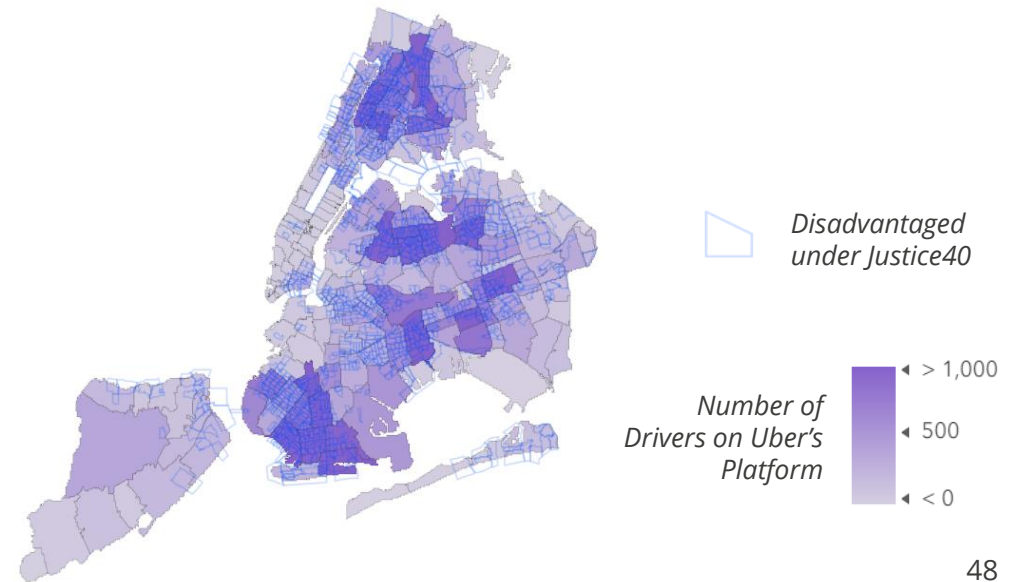 Disadvantaged
under Justice40
> 1,000
Number of
Drivers on Uber’s
Platform
500
< 0
48